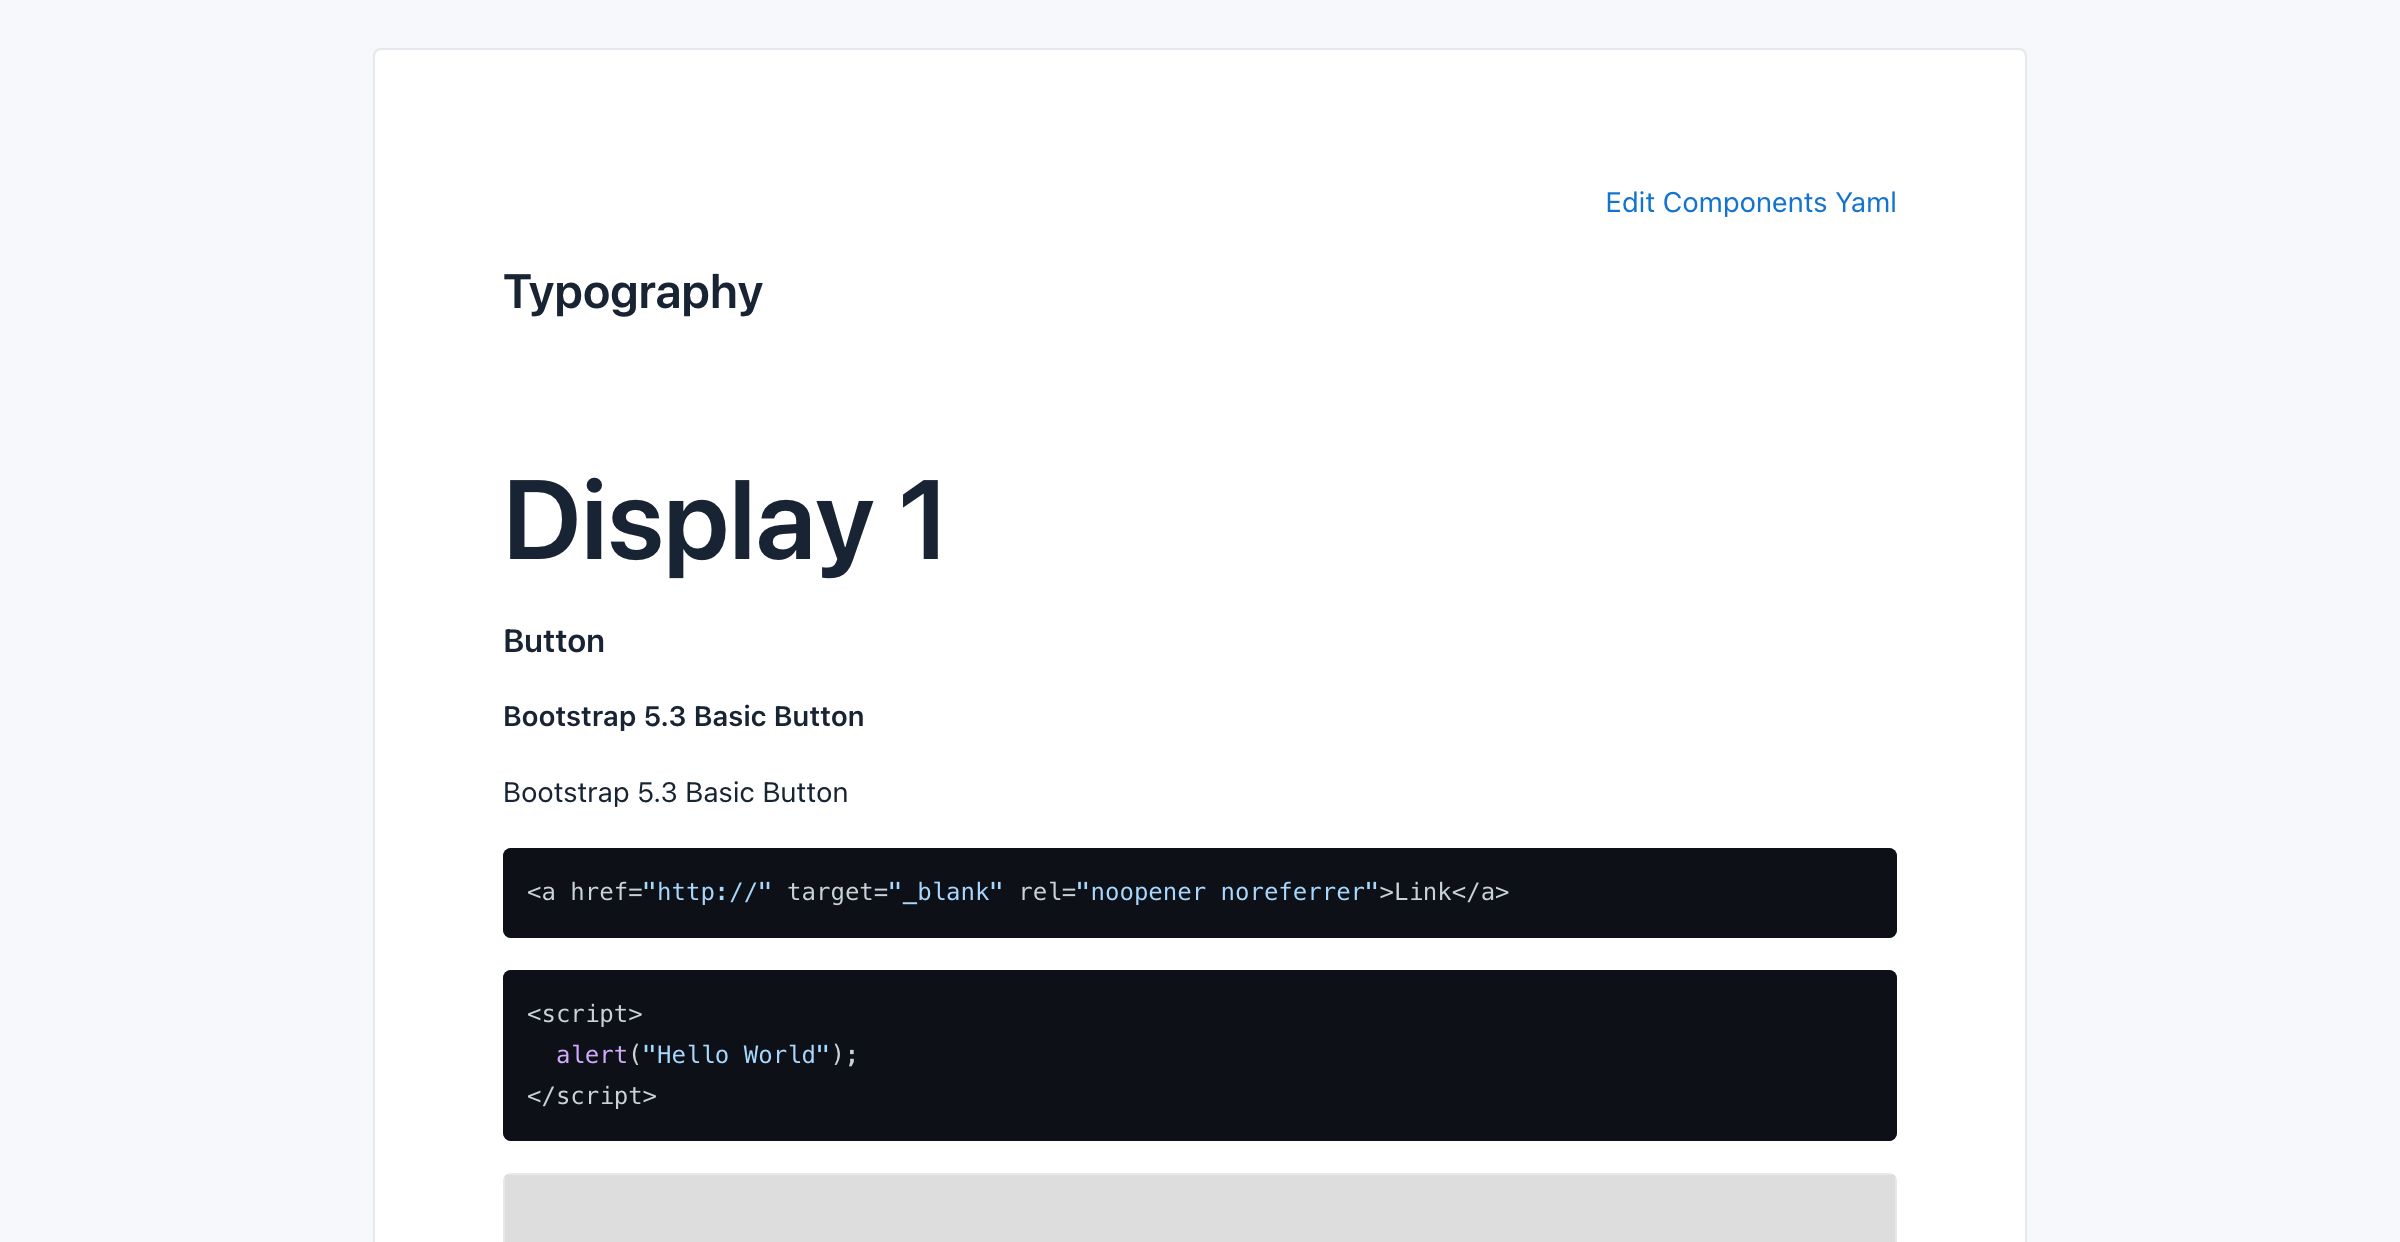 Edit Components Yaml
Typography
Display 1
Button
Bootstrap 5.3 Basic Button
Bootstrap 5.3 Basic Button
<a href="http://" target="_blank" rel="noopener noreferrer">Link</a>
<script>
  alert("Hello World");
</script>